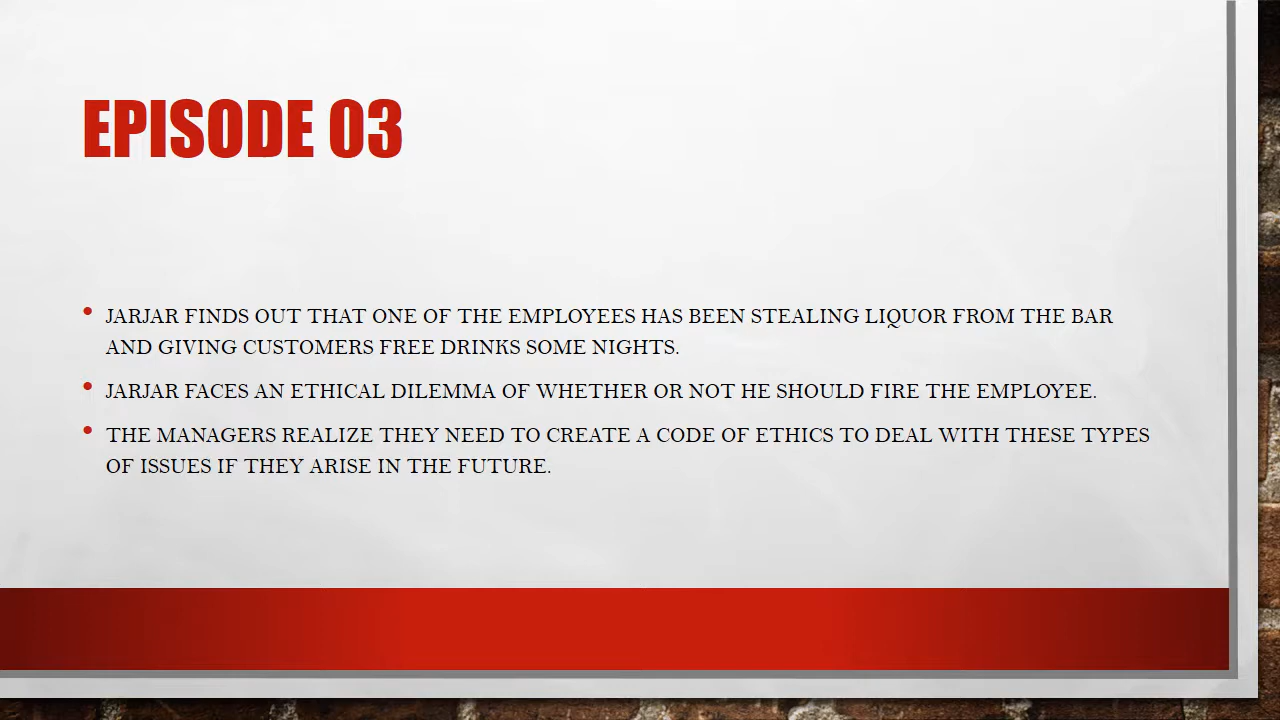 EPISODE 03
• JARJAR FINDS OUT THAT ONE OF THE EMPLOYEES HAS BEEN STEALING LIQUOR FROM THE BAR
AND GIVING CUSTOMERS FREE DRINKS SOME NIGHTS.
• JARJAR FACES AN ETHICAL DILEMMA OF WHETHER OR NOT HE SHOULD FIRE THE EMPLOYEE.
• THE MANAGERS REALIZE THEY NEED TO CREATE A CODE OF ETHICS TO DEAL WITH THESE TYPES
OF ISSUES IF THEY ARISE IN THE FUTURE.